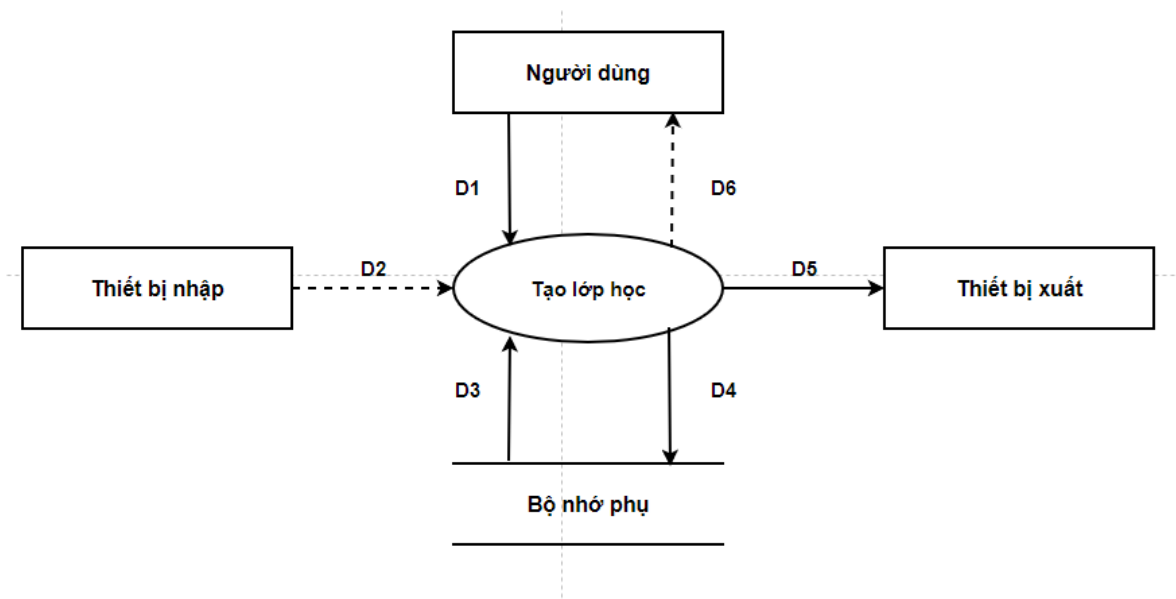 Người dùng
D1
D6
D2
D5
Thiết bị nhập
Tạo lớp học
Thiết bị xuất
D3
D4
Bộ nhớ phụ